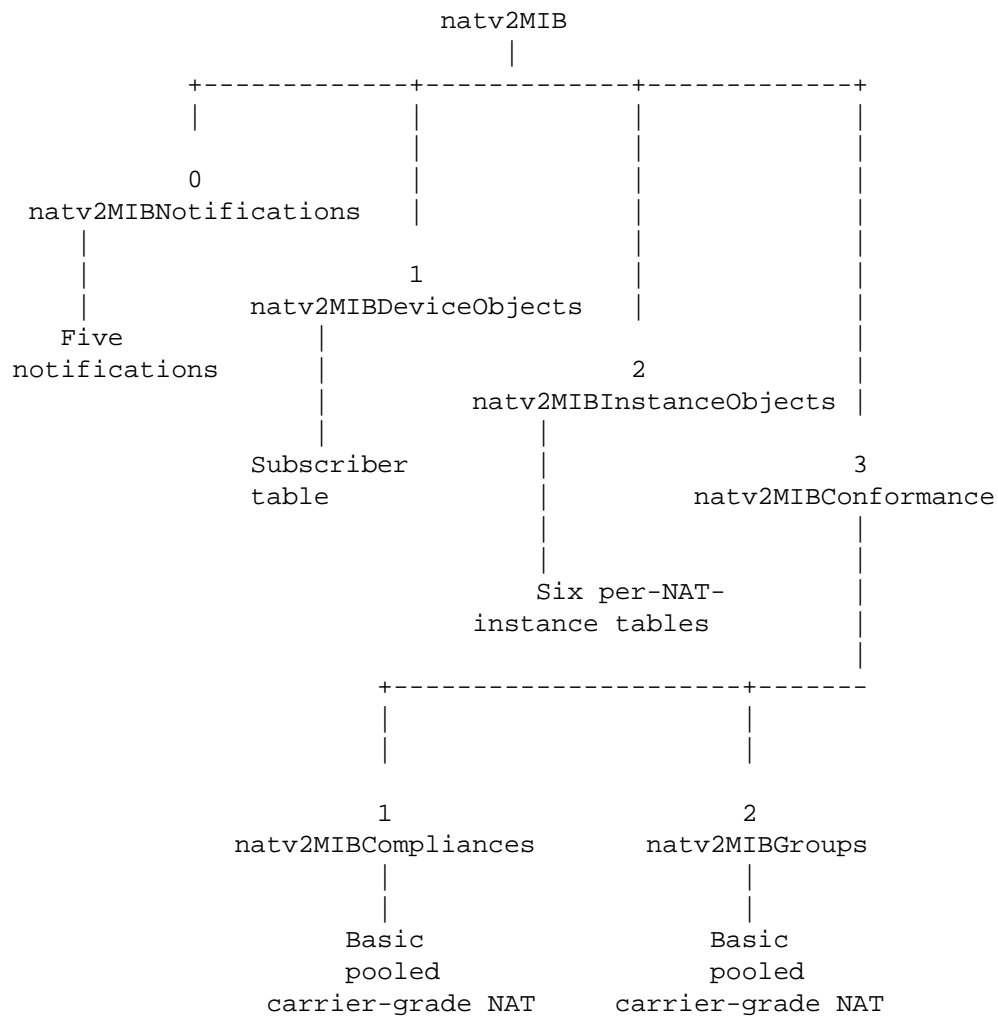 natv2MIB
0
natv2MIBNotifications
1
natv2MIBDeviceObjects
Five
notifications
2
natv2MIBInstanceObjects
Subscriber
table
3
natv2MIBConformance
Six per-NAT-
instance tables
1 2
natv2MIBCompliances natv2MIBGroups
Basic Basic
pooled pooled
carrier-grade NAT carrier-grade NAT